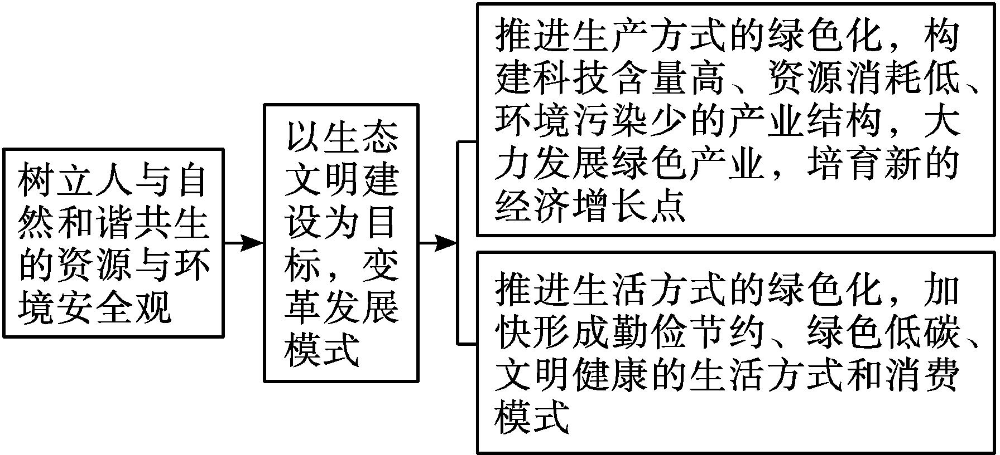 树立人与自
然和谐共生
的资源与环
境安全观
以生态
文明建
设为目
标，变
革发展
模式
推进生产方式的绿色化，构
建科技含量高、资源消耗低、
环境污染少的产业结构，大
力发展绿色产业，培育新的
经济增长点
推进生活方式的绿色化，加
快形成勤俭节约、绿色低碳、
文明健康的生活方式和消费
模式